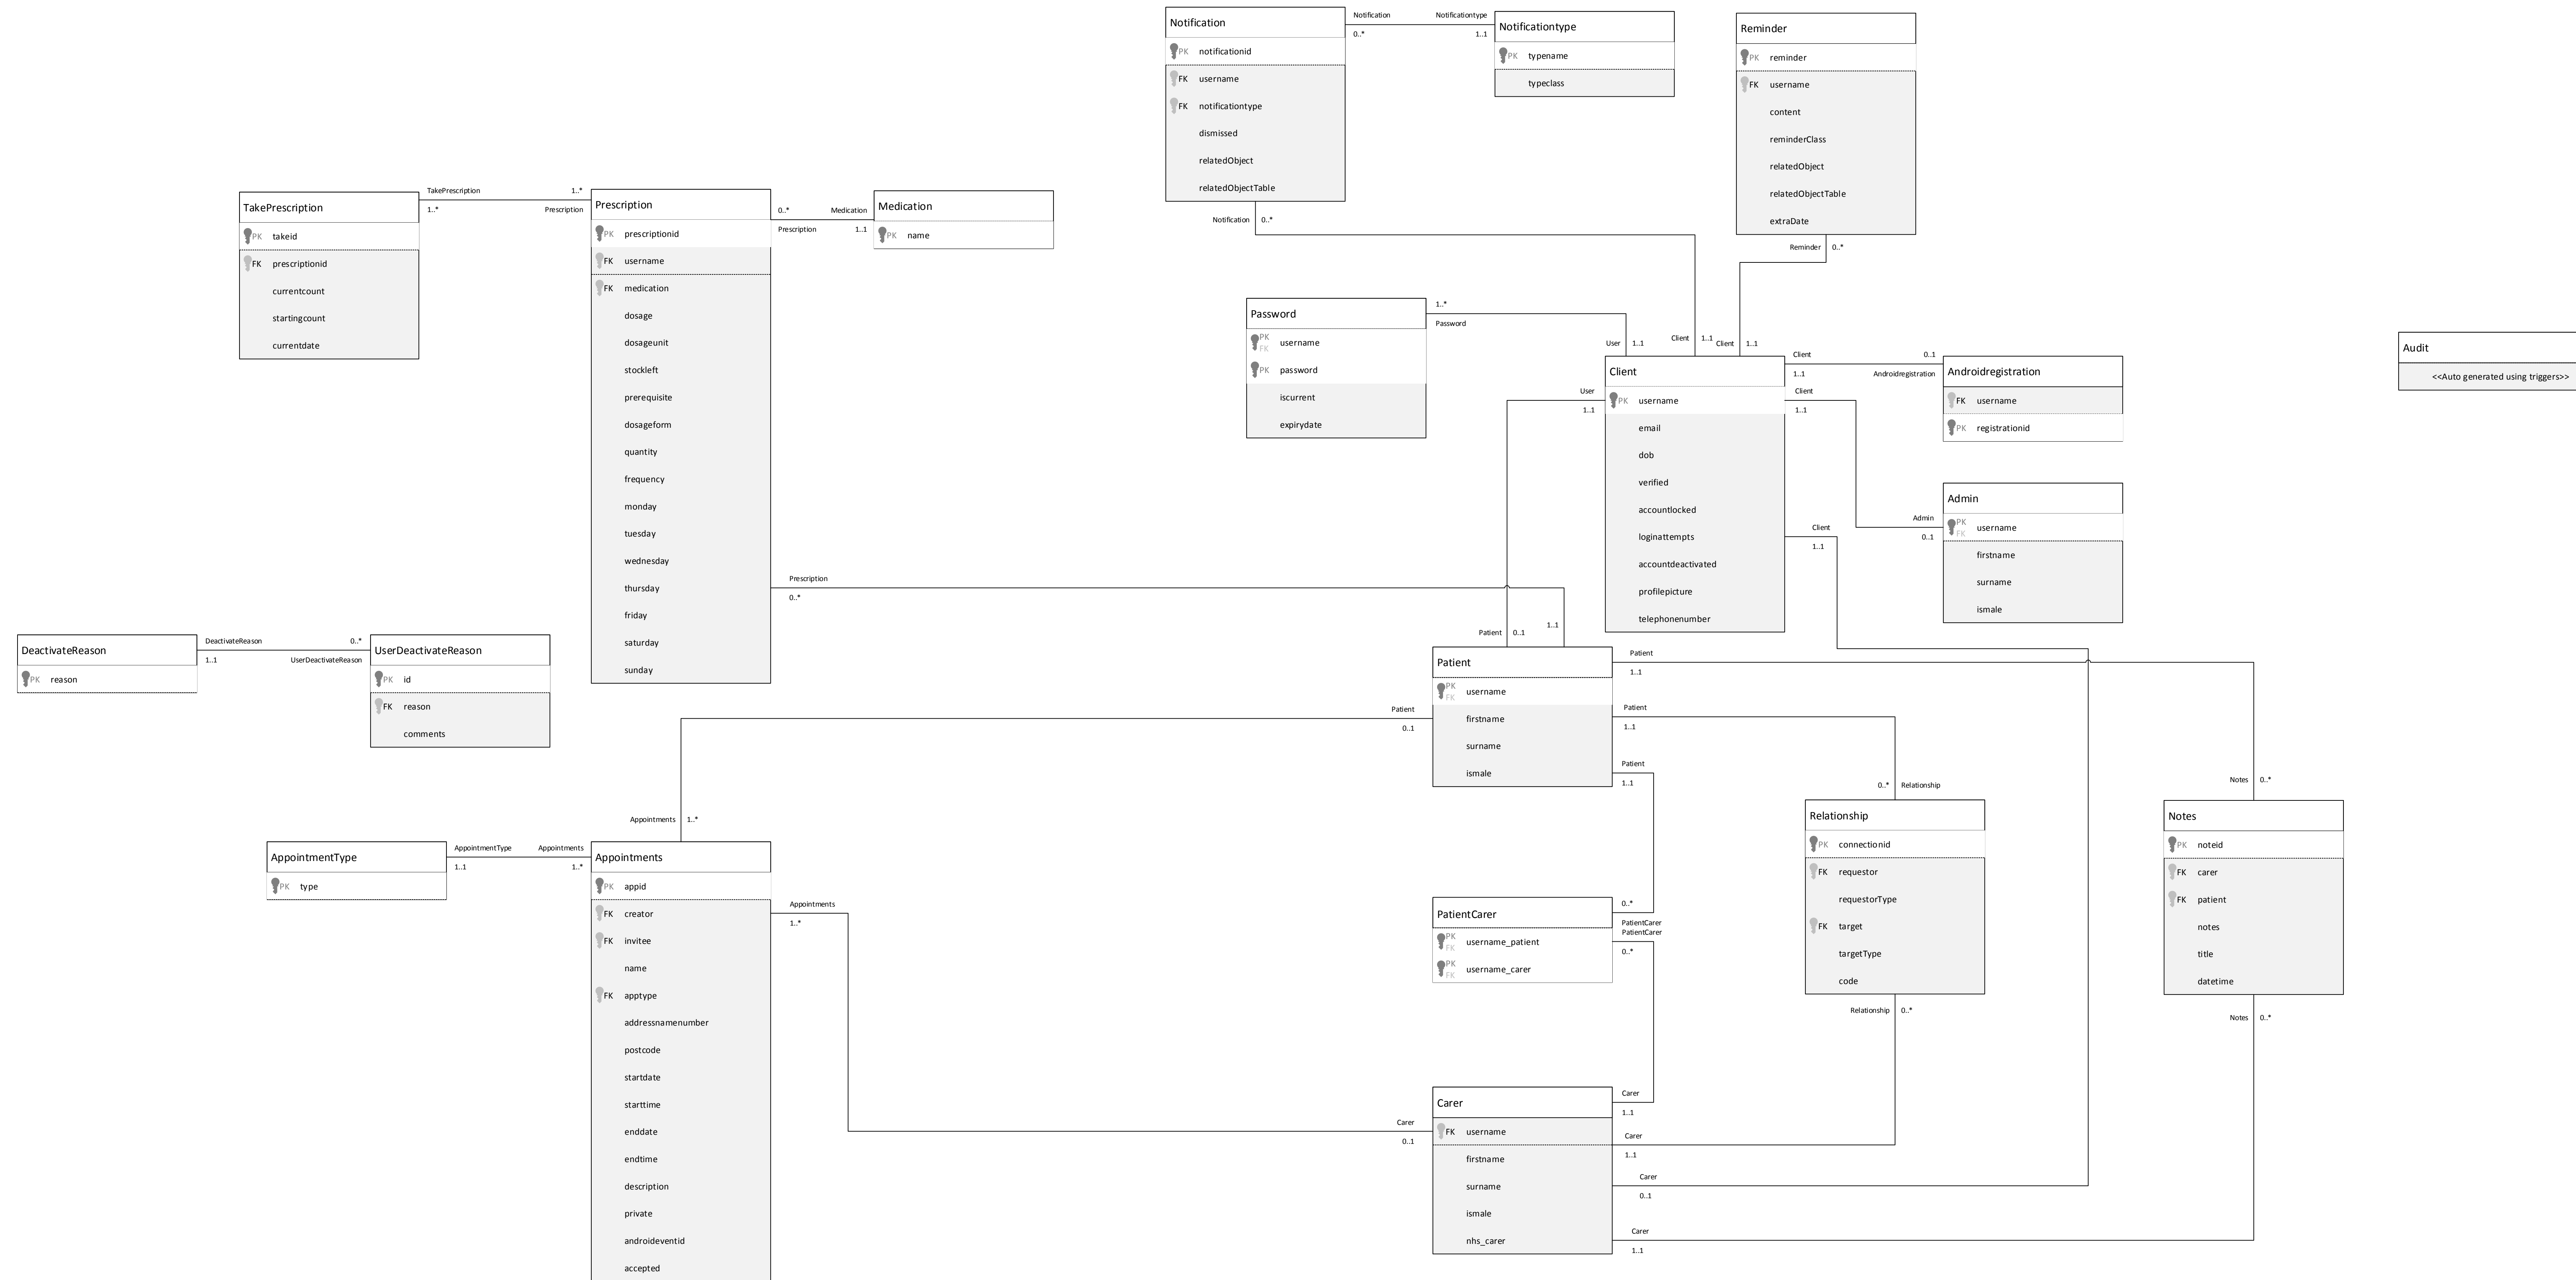 Notification
PK notificationid
FK username
FK notificationtype
dismissed
relatedObject
relatedObjectTable
Notification
0..*
Notificationtype
1..1
Notificationtype
PK typename
typeclass
Reminder
PK reminder
FK username
content
reminderClass
relatedObject
relatedObjectTable
extraDate
Notification 0..*
Reminder 0..*
TakePrescription
PK takeid
FK prescriptionid
currentcount
startingcount
currentdate
TakePrescription
1..*
1..*
Prescription
Prescription
PK prescriptionid
FK username
FK medication
dosage
dosageunit
stockleft
prerequisite
dosageform
quantity
frequency
monday
tuesday
wednesday
thursday
friday
saturday
sunday
0..*
Prescription
Medication
1..1
Medication
PK name
Password
PK
FK username
PK password
iscurrent
expirydate
1..*
Password
User 1..1
Client 1..1
Client 1..1
Client
PK username
email
dob
verified
accountlocked
loginattempts
accountdeactivated
profilepicture
telephonenumber
User
1..1
Client
1..1
0..1
Androidregistration
Androidregistration
FK username
PK registrationid
Client
1..1
Admin
0..1
Admin
PK
FK username
firstname
surname
ismale
Client
1..1
Audit
<<Auto generated using triggers>>
Prescription
0..*
Patient 0..1
1..1
DeactivateReason
PK reason
DeactivateReason
1..1
0..*
UserDeactivateReason
UserDeactivateReason
PK id
FK reason
comments
Patient
PK
FK username
firstname
surname
ismale
Patient
0..1
Patient
1..1
Patient
1..1
Patient
1..1
Appointments 1..*
0..* Relationship
Notes 0..*
AppointmentType
PK type
AppointmentType
1..1
Appointments
1..*
Appointments
PK appid
FK creator
FK invitee
name
FK apptype
addressnamenumber
postcode
startdate
starttime
enddate
endtime
description
private
androideventid
accepted
Appointments
1..*
PatientCarer
PK
FK username_patient
PK
FK username_carer
0..*
PatientCarer
PatientCarer
0..*
Relationship
PK connectionid
FK requestor
requestorType
FK target
targetType
code
Relationship 0..*
Notes
PK noteid
FK carer
FK patient
notes
title
datetime
Notes 0..*
Carer
0..1
Carer
FK username
firstname
surname
ismale
nhs_carer
Carer
1..1
Carer
1..1
Carer
0..1
Carer
1..1